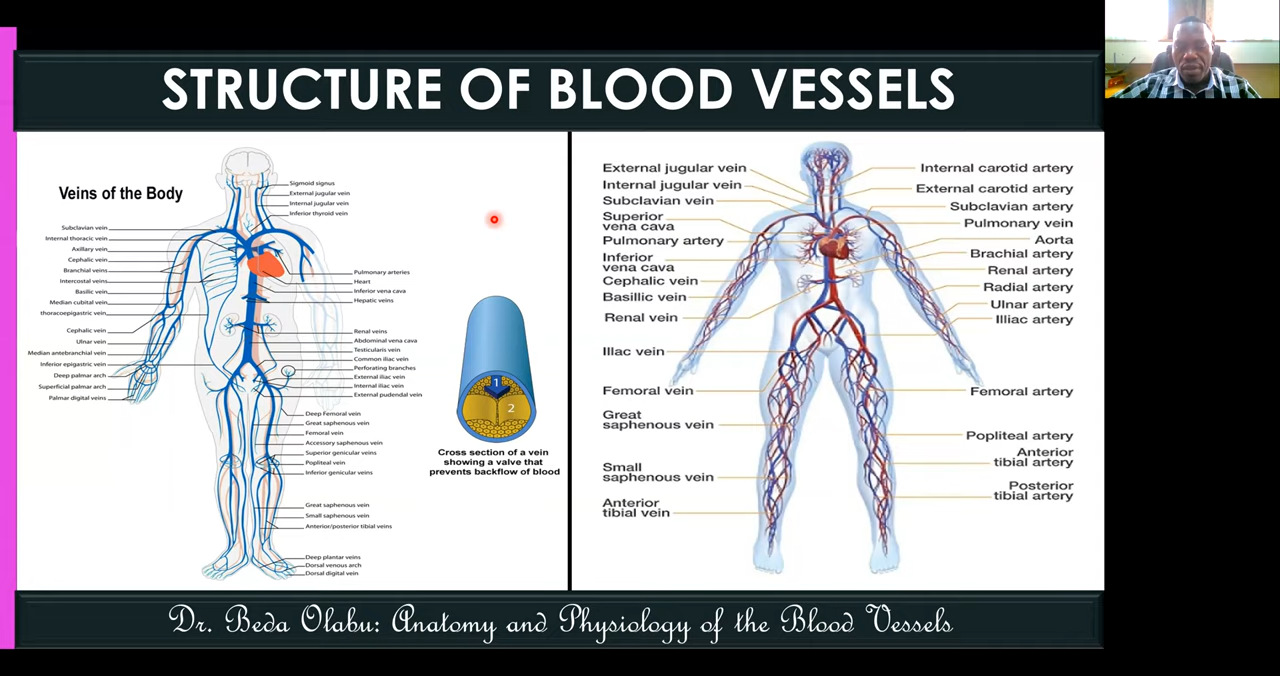 STRUCTURE OF BLOOD VESSELS
Veins of the Body
Subclavian vein
Internal thoracic vein
Axillary vein
Cephalic vein
Branchial veins
Intercostal veins
Basilic vein
Median cubital vein
thoracoepigastric vein
Cephalic vein
Ulnar vein
Median antebranchial vein
Inferior epigastric vein
Deep palmar arch
Superficial palmar arch
Palmar digital veins
Sigmoid signus
External jugular vein
Internal jugular vein
Inferior thyroid vein
Pulmonary arteries
Heart
Inferior vena cava
Hepatic veins
Renal veins
Abdominal vena cava
Testicularis vein
Common iliac vein
Perforating branches
External iliac vein
Internal iliac vein
External pudendal vein
Deep Femoral vein
Great saphenous vein
Femoral vein
Accessory saphenous vein
Superior genicular veins
Popliteal vein
Inferior genicular veins
Great saphenous vein
Small saphenous vein
Anterior/posterior tibial veins
Deep plantar veins
Dorsal venous arch
Dorsal digital vein
1
2
Cross section of a vein
showing a valve that
prevents backflow of blood
External jugular vein
Internal jugular vein
Subclavian vein
Superior
vena cava
Pulmonary artery
Inferior
vena cava
Cephalic vein
Basillic vein
Renal vein
Illac vein
Femoral vein
Great
saphenous vein
Small
saphenous vein
Anterior
tibial vein
Internal carotid artery
External carotid artery
Subclavian artery
Pulmonary vein
Aorta
Brachial artery
Renal artery
Radial artery
Ulnar artery
Illiac artery
Femoral artery
Popliteal artery
Anterior
tibial artery
Posterior
tibial artery
Dr. Beda Olabu: Anatomy and Physiology of the Blood Vessels